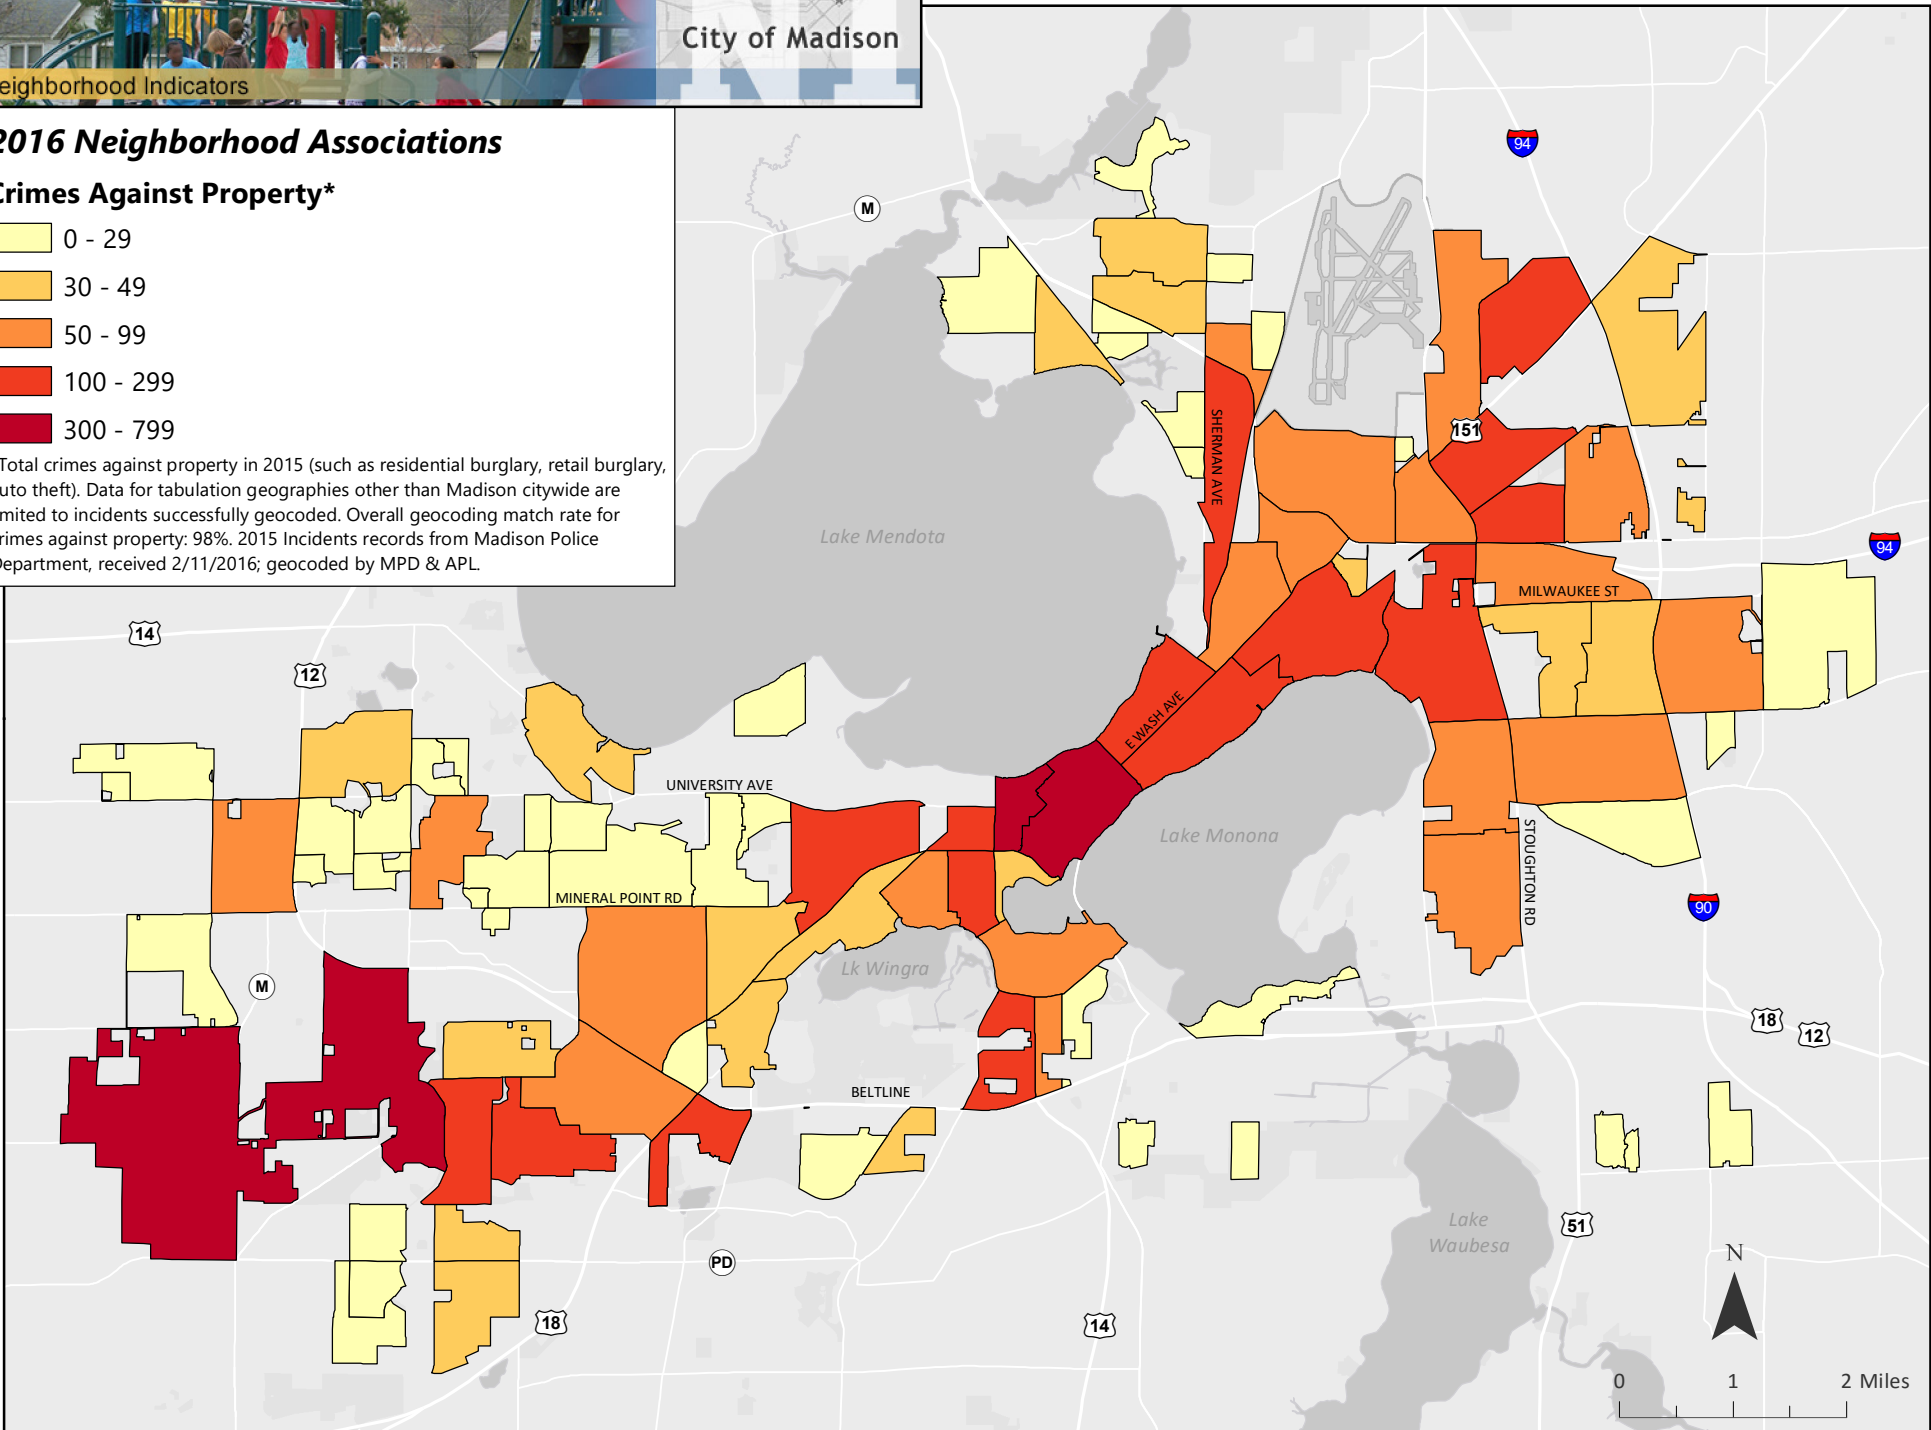 City of Madison
eighborhood Indicators
2016 Neighborhood Associations
Crimes Against Property*
0 - 29
30 - 49
50 - 99
100 - 299
300 - 799
Total crimes against property in 2015 (such as residential burglary, retail burglary,
uto theft). Data for tabulation geographies other than Madison citywide are
mited to incidents successfully geocoded. Overall geocoding match rate for
rimes against property: 98%. 2015 Incidents records from Madison Police
Department, received 2/11/2016; geocoded by MPD & APL.
94
M
SHERMAN AVE
151
Lake Mendota
94
MILWAUKEE ST
14
12
E WASH AVE
UNIVERSITY AVE
Lake Monona
STOUGHTON RD
MINERAL POINT RD
90
Lk Wingra
M
18
12
BELTLINE
Lake
Waubesa
51
N
PD
18
14
0 1 2 Miles